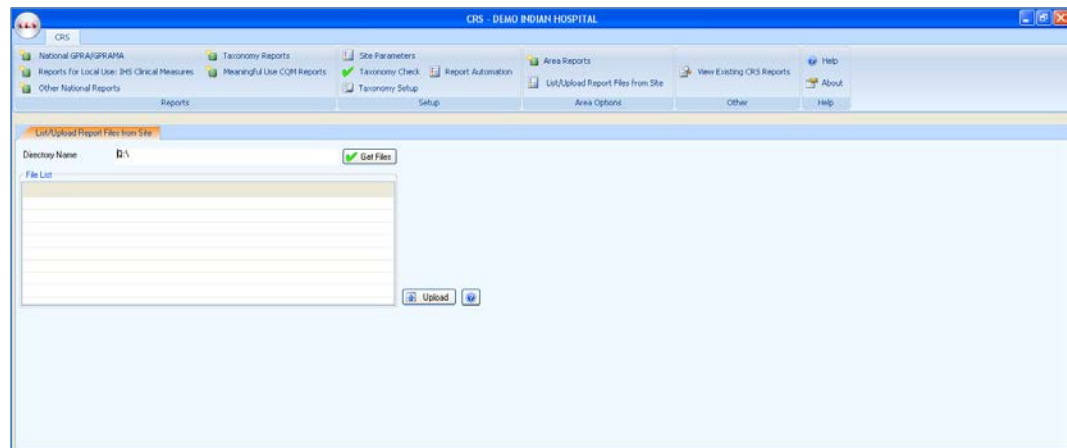 CRS - DEMO INDIAN HOSPITAL
CRS
National GPRA/GPRAMA
Reports for Local Use: IHS Clinical Measures
Other National Reports
Taxonomy Reports
Meaningful Use CQM Reports
Reports
Site Parameters
Taxonomy Check
Report Automation
Taxonomy Setup
Setup
Area Reports
List/Upload Report Files from Site
Area Options
View Existing CRS Reports
Other
Help
About
Help
List/Upload Report Files from Site
Directory Name
Get Files
File List
Upload